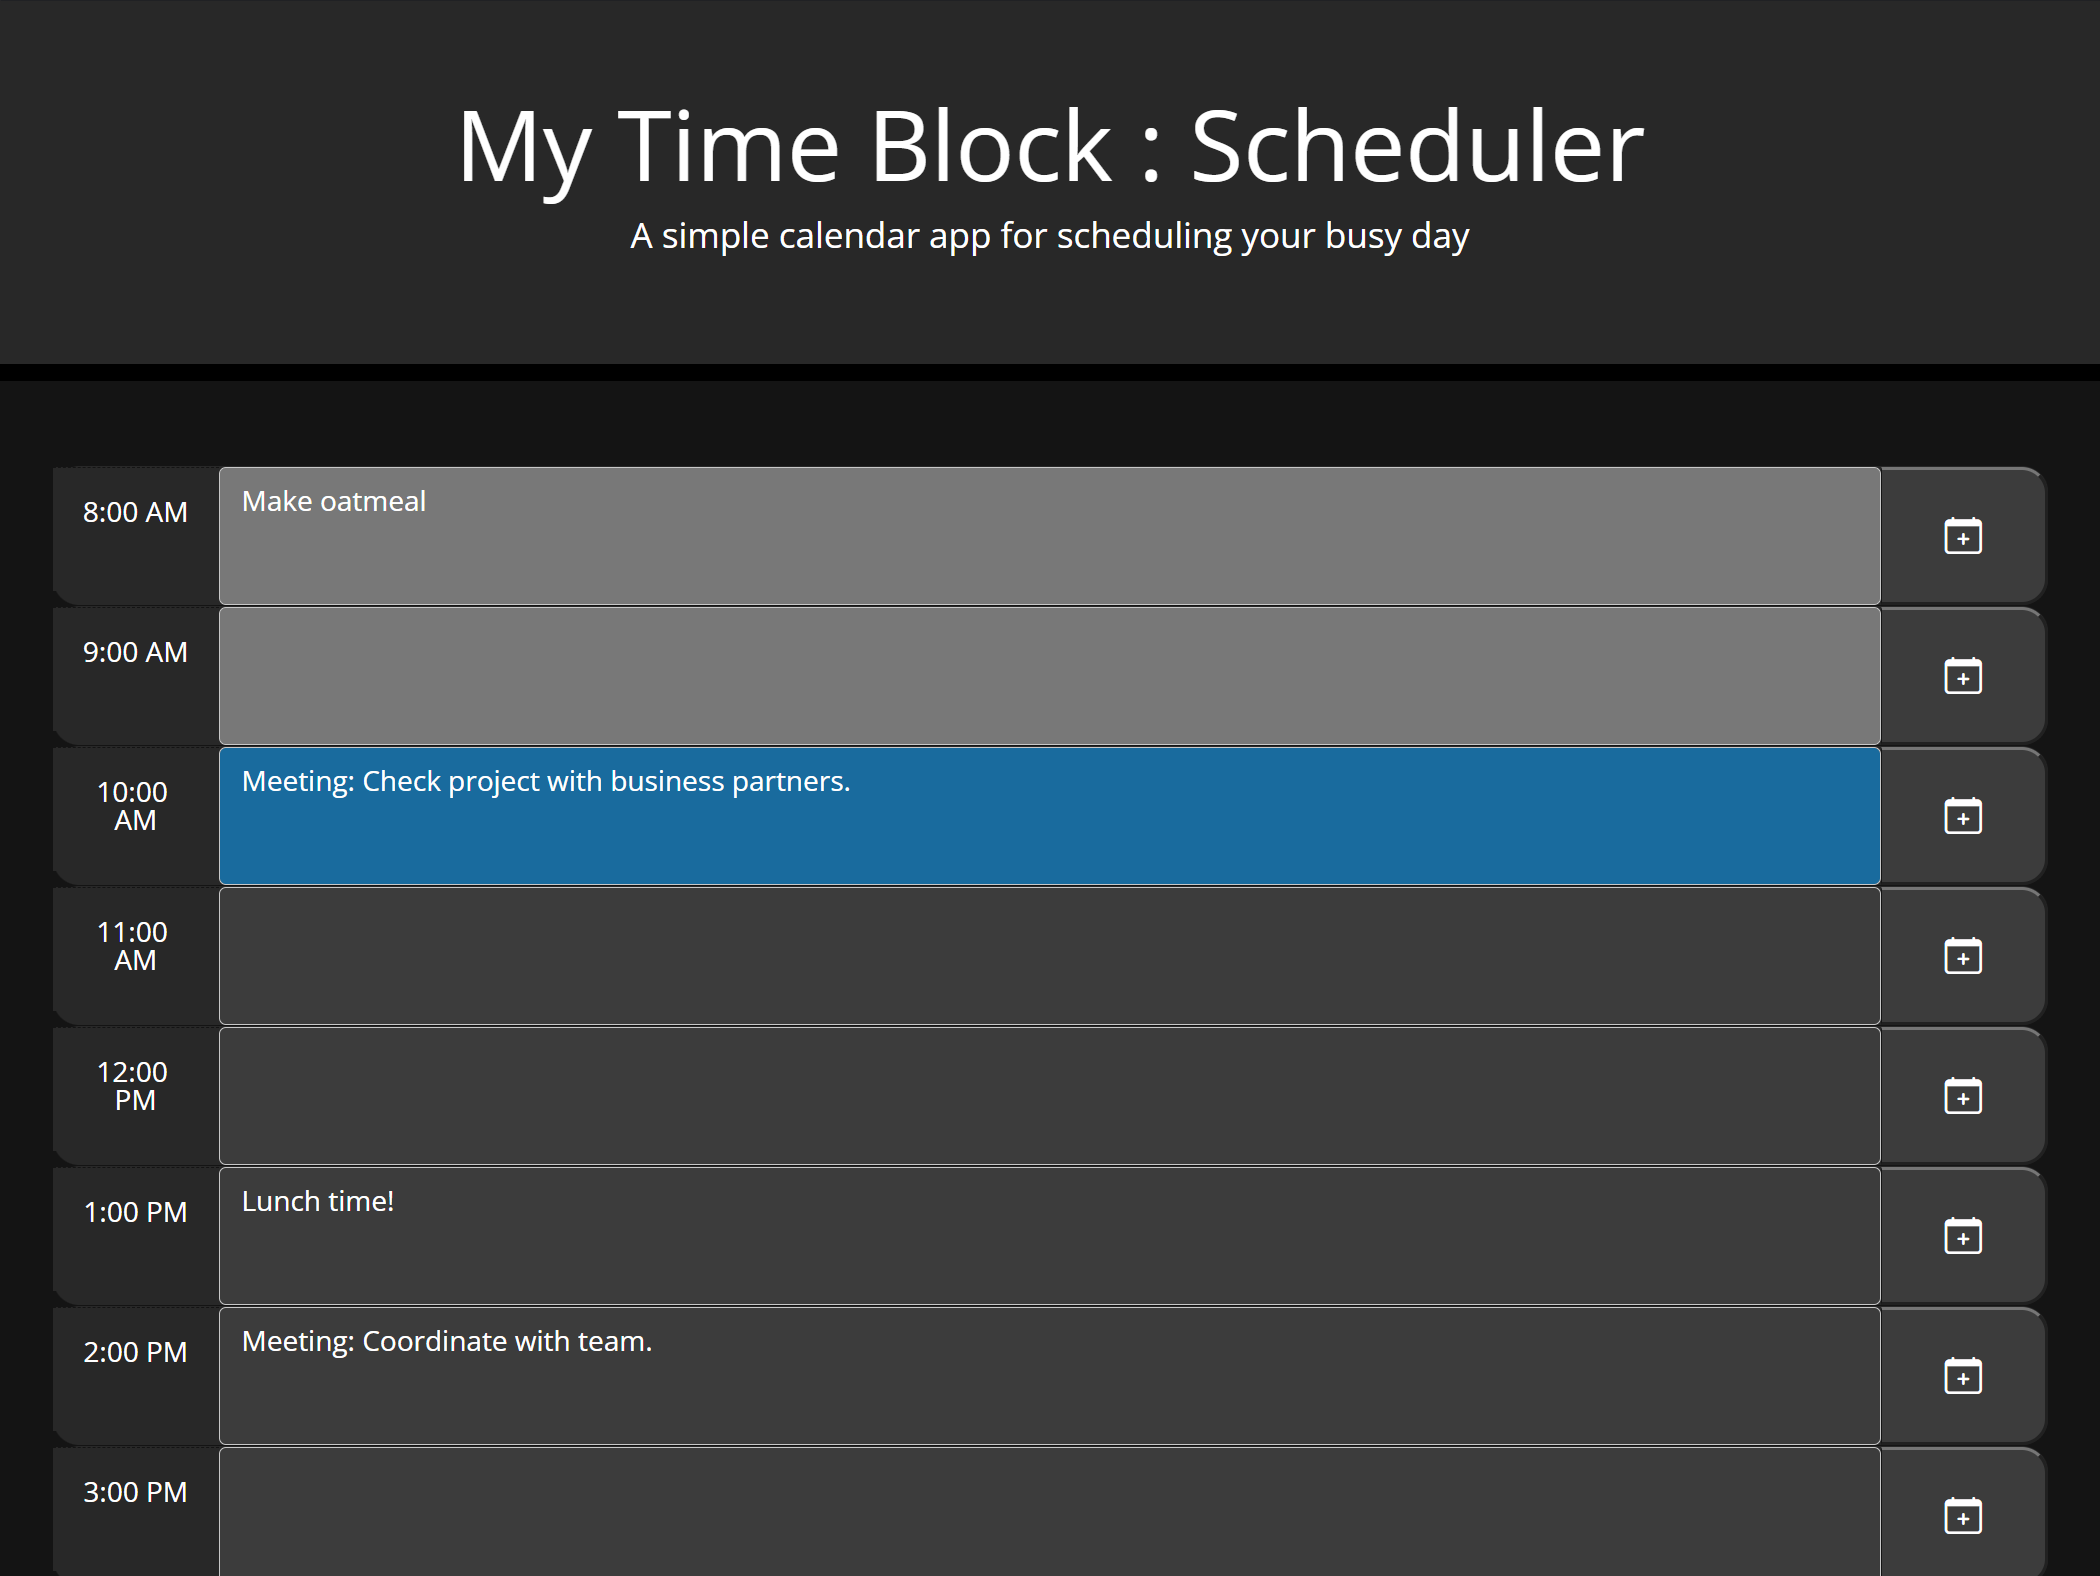 My Time Block : Scheduler
A simple calendar app for scheduling your busy day
8:00 AM
Make oatmeal
9:00 AM
10:00
AM
Meeting: Check project with business partners.
11:00
AM
12:00
PM
1:00 PM
Lunch time!
2:00 PM
Meeting: Coordinate with team.
3:00 PM